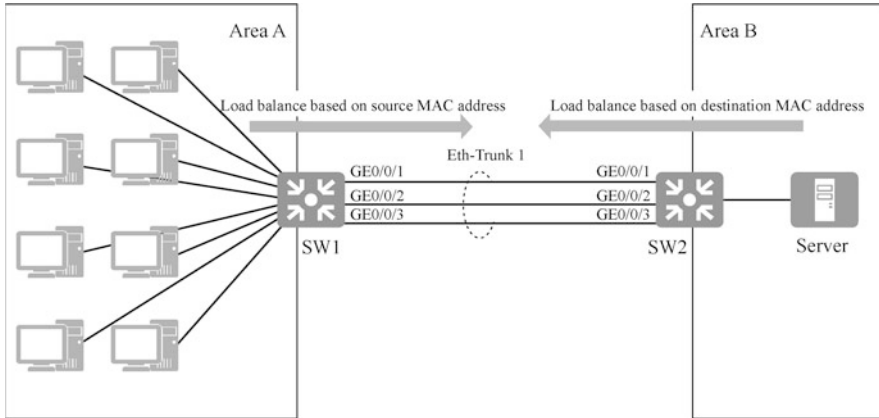 Area A
Area B
Load balance based on source MAC address
Load balance based on destination MAC address
Eth-Trunk 1
GE0/0/1
GE0/0/1
GE0/0/2
GE0/0/2
GE0/0/3
GE0/0/3
SW1
SW2
Server